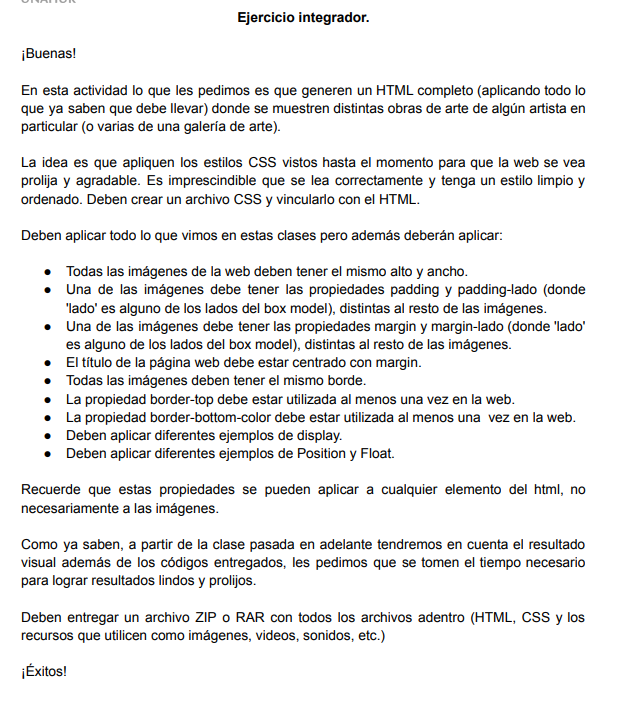 Ejercicio integrador.
¡Buenas!
En esta actividad lo que les pedimos es que generen un HTML completo (aplicando todo lo
que ya saben que debe llevar) donde se muestren distintas obras de arte de algún artista en
particular (o varias de una galería de arte).
La idea es que apliquen los estilos CSS vistos hasta el momento para que la web se vea
prolija y agradable. Es imprescindible que se lea correctamente y tenga un estilo limpio y
ordenado. Deben crear un archivo CSS y vincularlo con el HTML.
Deben aplicar todo lo que vimos en estas clases pero además deberán aplicar:
● Todas las imágenes de la web deben tener el mismo alto y ancho.
● Una de las imágenes debe tener las propiedades padding y padding-lado (donde
'lado' es alguno de los lados del box model), distintas al resto de las imágenes.
● Una de las imágenes debe tener las propiedades margin y margin-lado (donde 'lado'
es alguno de los lados del box model), distintas al resto de las imágenes.
● El título de la página web debe estar centrado con margin.
● Todas las imágenes deben tener el mismo borde.
● La propiedad border-top debe estar utilizada al menos una vez en la web.
● La propiedad border-bottom-color debe estar utilizada al menos una vez en la web.
● Deben aplicar diferentes ejemplos de display.
● Deben aplicar diferentes ejemplos de Position y Float.
Recuerde que estas propiedades se pueden aplicar a cualquier elemento del html, no
necesariamente a las imágenes.
Como ya saben, a partir de la clase pasada en adelante tendremos en cuenta el resultado
visual además de los códigos entregados, les pedimos que se tomen el tiempo necesario
para lograr resultados lindos y prolijos.
Deben entregar un archivo ZIP o RAR con todos los archivos adentro (HTML, CSS y los
recursos que utilicen como imágenes, videos, sonidos, etc.)
¡Éxitos!